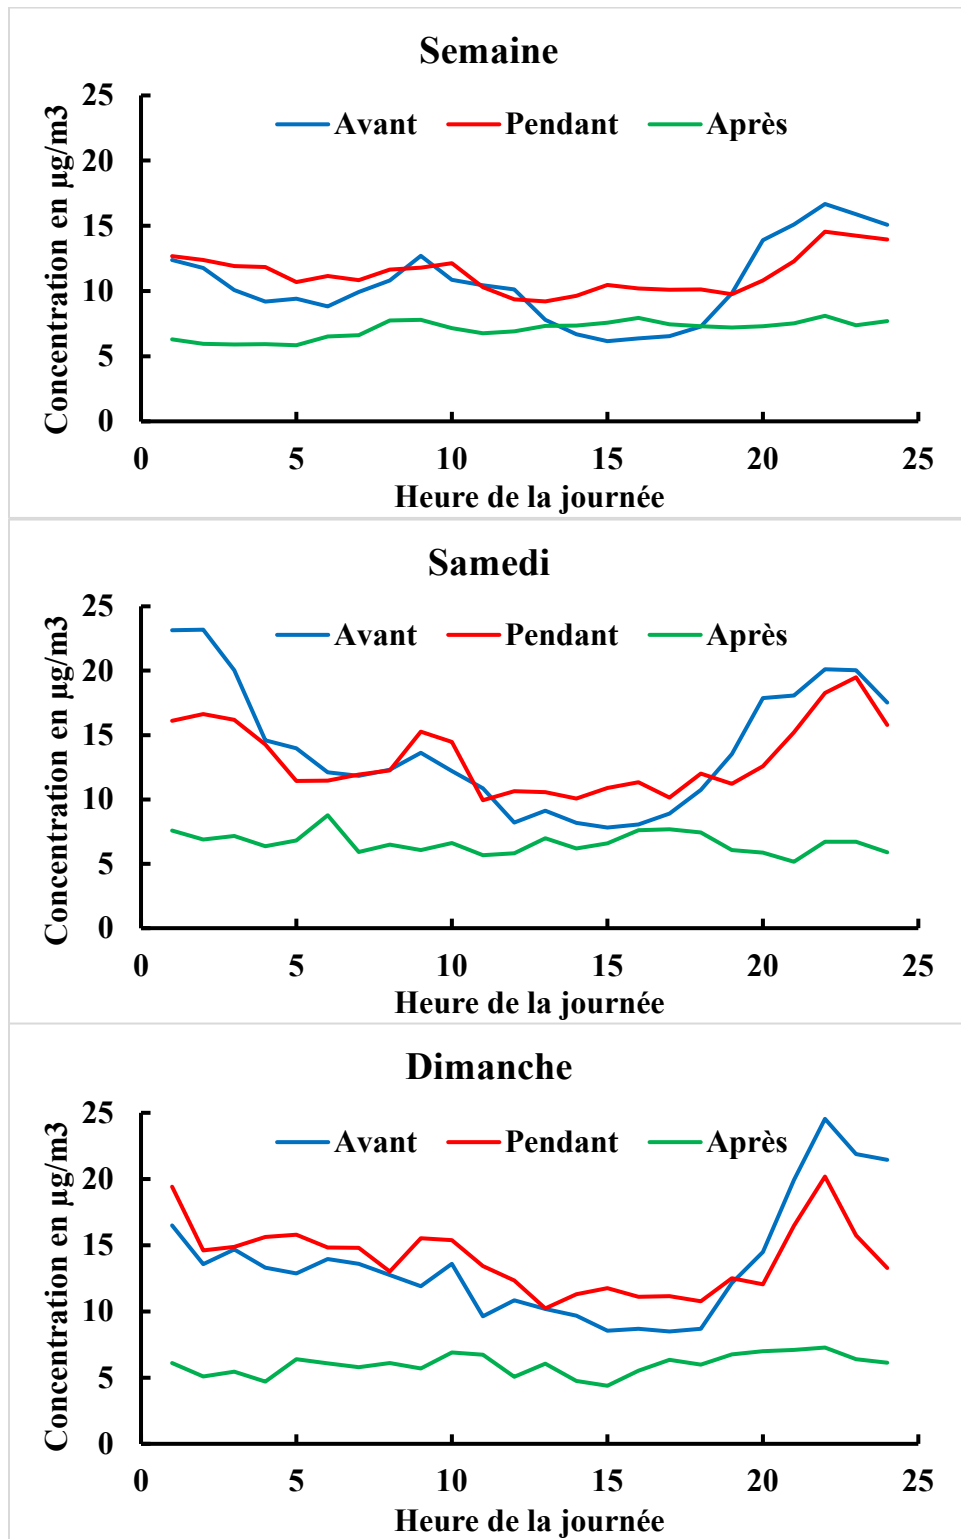 Semaine
Avant Pendant Après
Concentration en µg/m3
25
20
15
10
5
0
0 5 10 15 20 25
Heure de la journée
Samedi
Avant Pendant Après
Concentration en µg/m3
25
20
15
10
5
0
0 5 10 15 20 25
Heure de la journée
Dimanche
Avant Pendant Après
Concentration en µg/m3
25
20
15
10
5
0
0 5 10 15 20 25
Heure de la journée